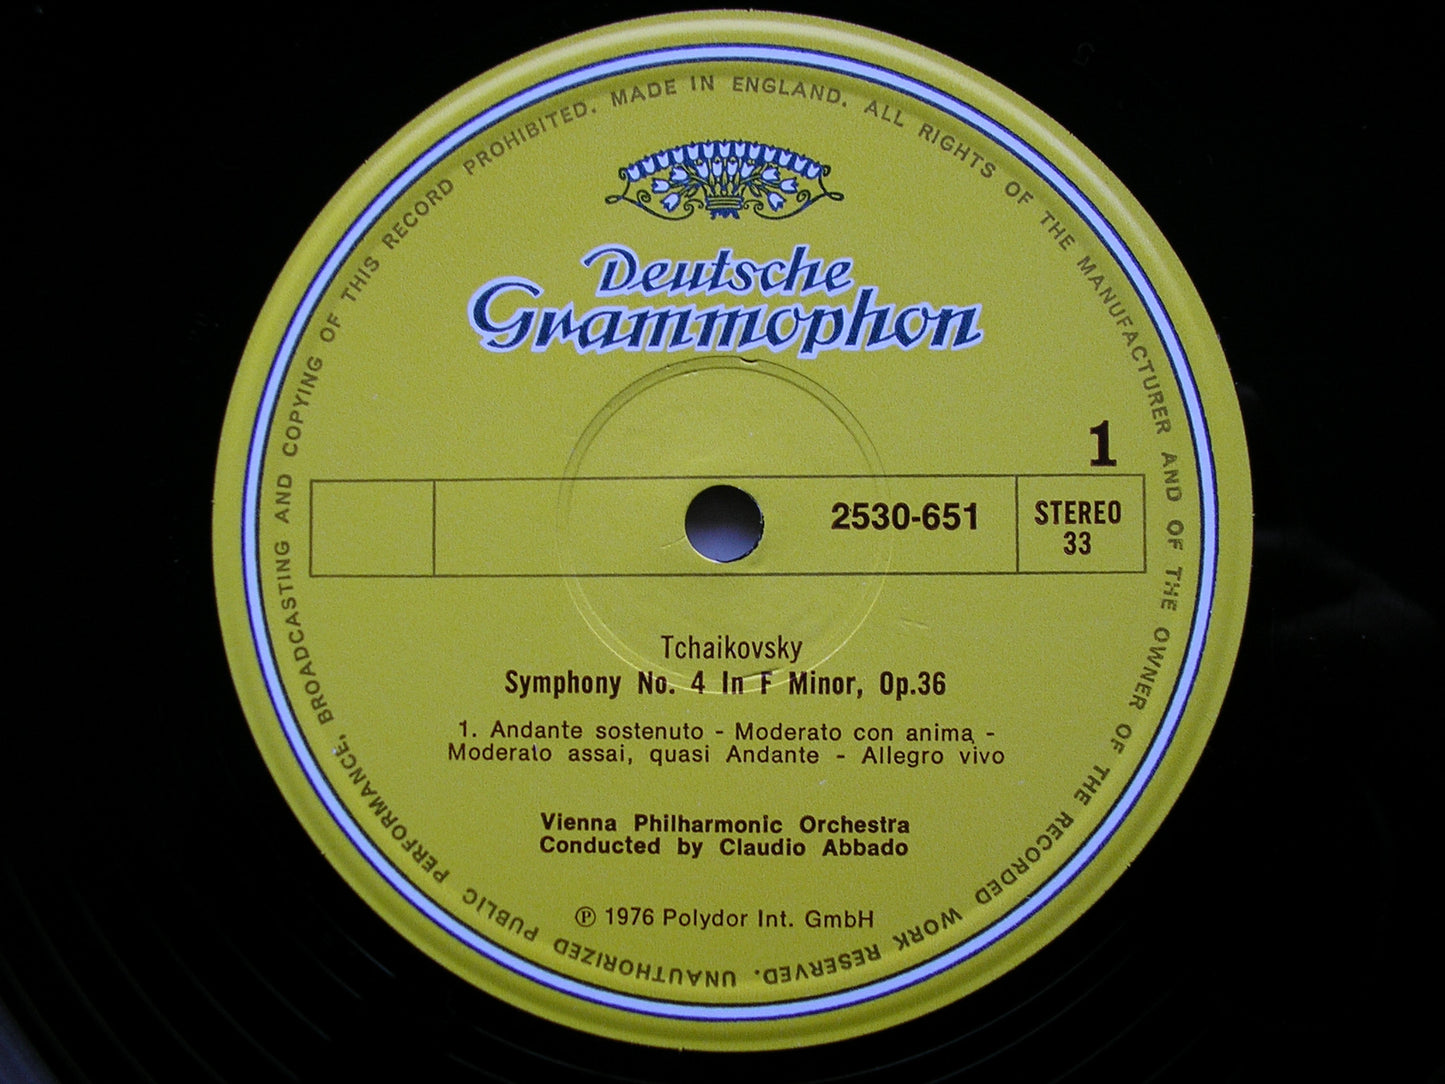 MADE IN ENGLAND. ALL RIGHTS OF THE MANUFACTURER AND OF THE OWNER OF THE RECORDED WORK RESERVED. UNAUTHORIZED PUBLIC PERFORMANCE, BROADCASTING AND COPYING OF THIS RECORD PROHIBITED.
Deutsche
Grammophon
1
2530-651
STEREO
33
Tchaikovsky
Symphony No. 4 In F Minor, Op.36
1. Andante sostenuto - Moderato con anima -
Moderato assai, quasi Andante - Allegro vivo
Vienna Philharmonic Orchestra
Conducted by Claudio Abbado
℗ 1976 Polydor Int. GmbH